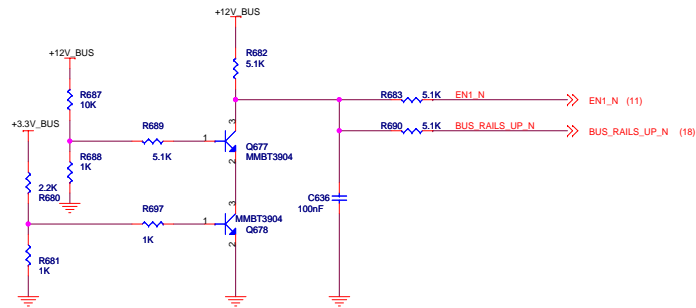 +12V_BUS
R682
5.1K
+12V_BUS
R687
10K
R683
5.1K
EN1_N
EN1_N (11)
+3.3V_BUS
R689
5.1K
1
3
2
Q677
MMBT3904
R690
5.1K
BUS_RAILS_UP_N
BUS_RAILS_UP_N (18)
R688
1K
2.2K
R680
C636
100nF
R697
1K
1
3
2
MMBT3904
Q678
R681
1K